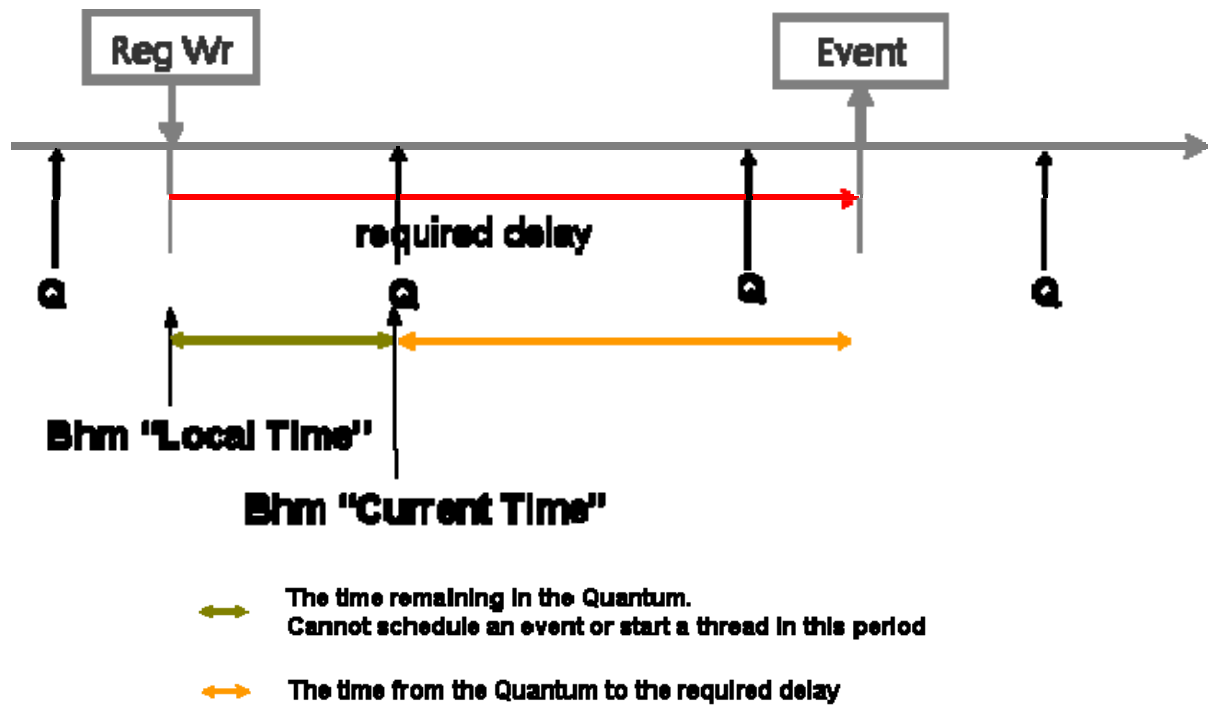 Reg Wr
Event
required delay
Q
Q
Q
Q
Bhm "Local Time"
Bhm "Current Time"
The time remaining in the Quantum.
Cannot schedule an event or start a thread in this period
The time from the Quantum to the required delay